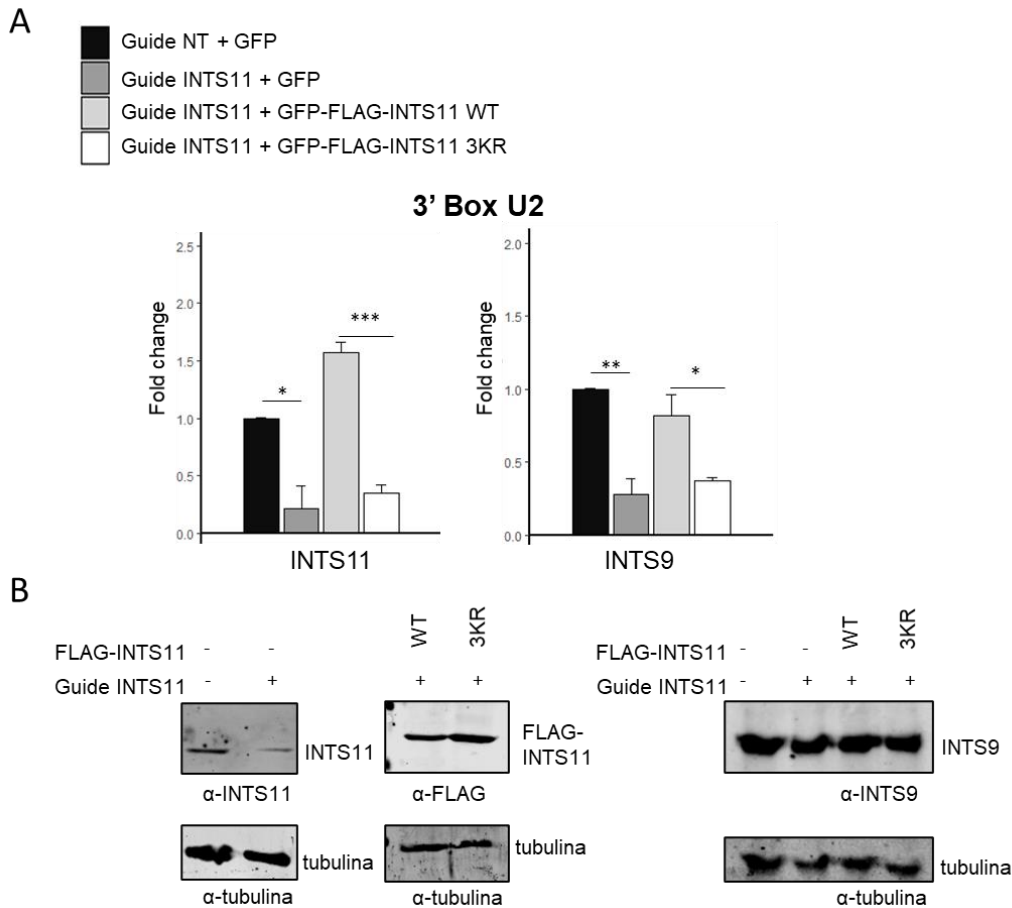 A
Guide NT + GFP
Guide INTS11 + GFP
Guide INTS11 + GFP-FLAG-INTS11 WT
Guide INTS11 + GFP-FLAG-INTS11 3KR
3’ Box U2
Fold change
2.5
2.0
1.5
1.0
0.5
0.0
*
***
INTS11
Fold change
2.0
1.5
1.0
0.5
0.0
**
*
INTS9
B
FLAG-INTS11 - -
Guide INTS11 - +
INTS11
α-INTS11
tubulina
α-tubulina
WT 3KR
+ +
FLAG-
INTS11
α-FLAG
tubulina
α-tubulina
FLAG-INTS11 - - WT 3KR
Guide INTS11 - + + +
INTS9
α-INTS9
tubulina
α-tubulina